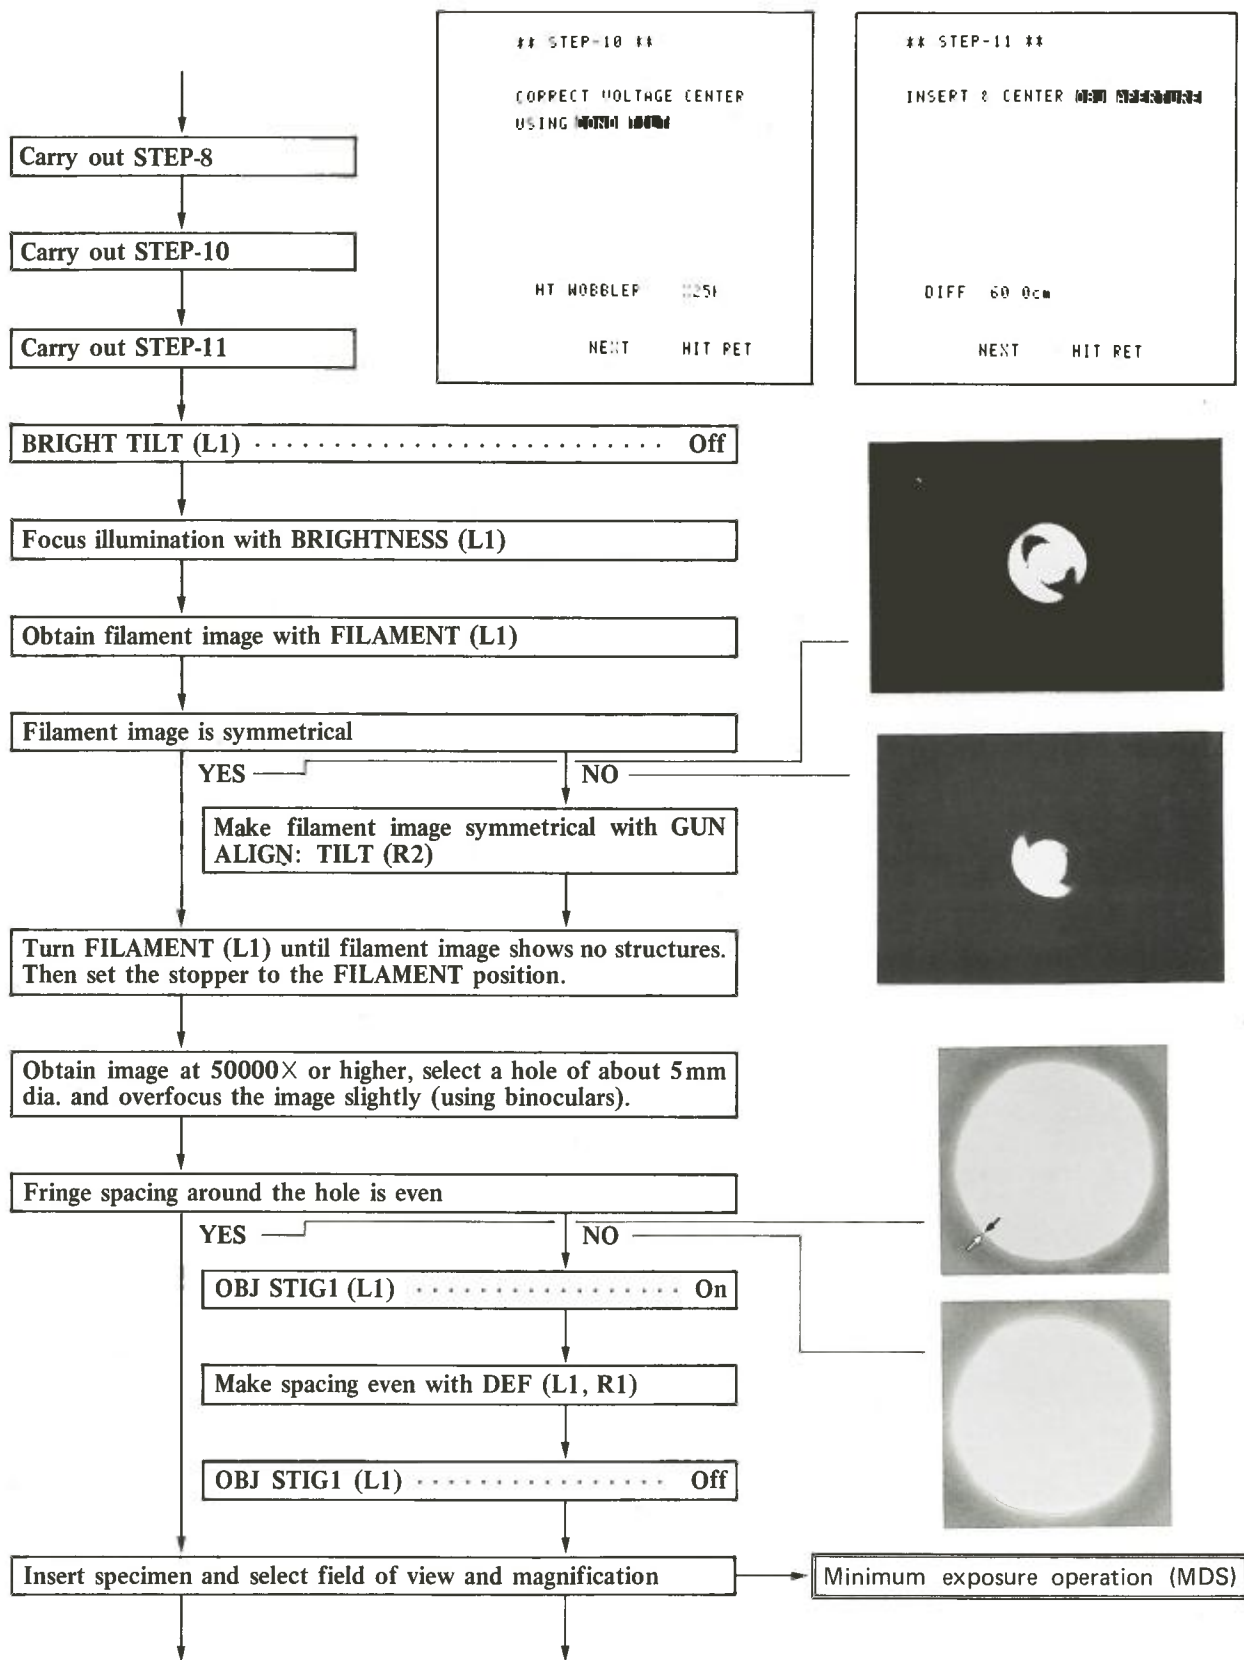 ** STEP-10 **
CORRECT VOLTAGE CENTER
USING COND TILT
HT WOBBLER
NEXT HIT RET
** STEP-11 **
INSERT & CENTER OBJ APERTURE
DIFF 60 0cm
NEXT HIT RET
Carry out STEP-8
Carry out STEP-10
Carry out STEP-11
BRIGHT TILT (L1) ··························· Off
Focus illumination with BRIGHTNESS (L1)
Obtain filament image with FILAMENT (L1)
Filament image is symmetrical
YES
NO
Make filament image symmetrical with GUN
ALIGN: TILT (R2)
Turn FILAMENT (L1) until filament image shows no structures.
Then set the stopper to the FILAMENT position.
Obtain image at 50000× or higher, select a hole of about 5mm
dia. and overfocus the image slightly (using binoculars).
Fringe spacing around the hole is even
YES
NO
OBJ STIG1 (L1) ················· On
Make spacing even with DEF (L1, R1)
OBJ STIG1 (L1) ················ Off
Insert specimen and select field of view and magnification
Minimum exposure operation (MDS)